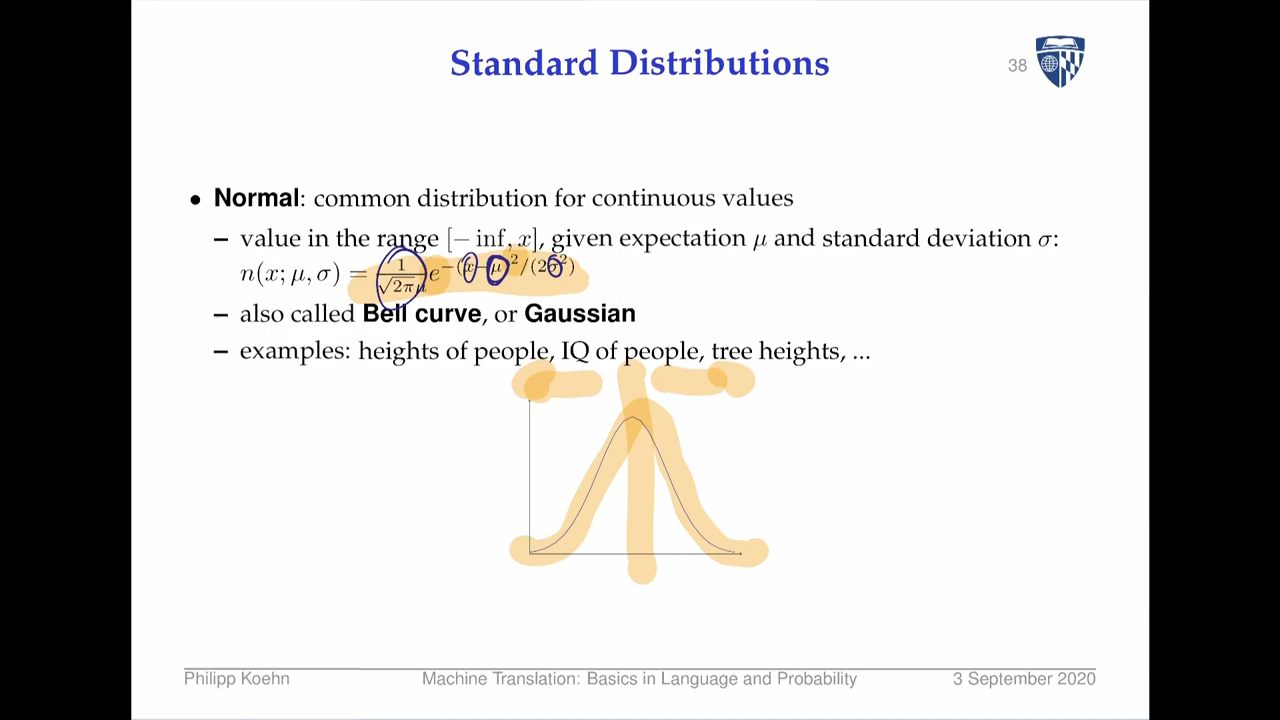 Standard Distributions
38
• Normal: common distribution for continuous values
– value in the range [− inf, x], given expectation μ and standard deviation σ:
n(x; μ, σ) = 1/√2πμ e^−(x−μ)^2/(2σ^2)
– also called Bell curve, or Gaussian
– examples: heights of people, IQ of people, tree heights, ...
Philipp Koehn Machine Translation: Basics in Language and Probability 3 September 2020